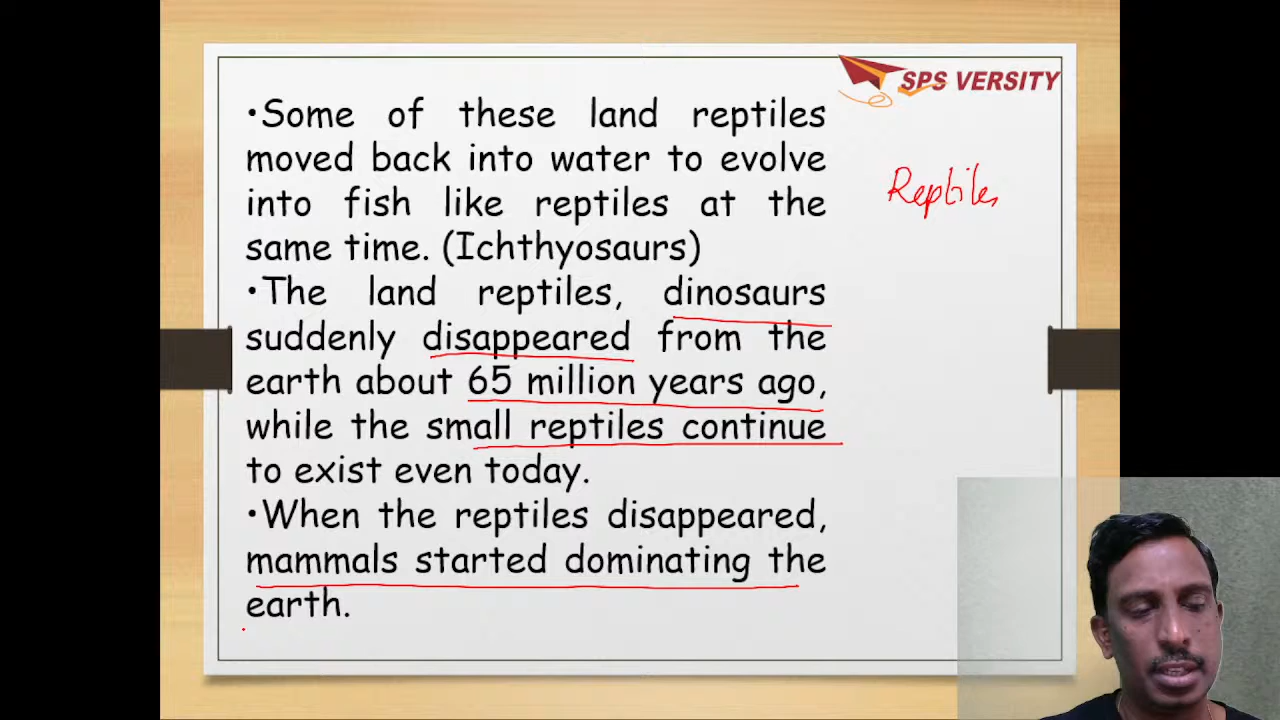 SPS VERSITY
•Some of these land reptiles
moved back into water to evolve
into fish like reptiles at the
same time. (Ichthyosaurs)
•The land reptiles, dinosaurs
suddenly disappeared from the
earth about 65 million years ago,
while the small reptiles continue
to exist even today.
•When the reptiles disappeared,
mammals started dominating the
earth.
Reptiles